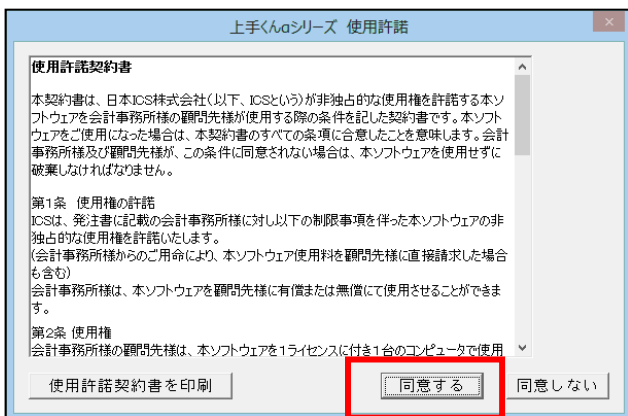 上手くんαシリーズ 使用許諾
使用許諾契約書
本契約書は、日本ICS株式会社(以下、ICSという)が非独占的な使用権を許諾する本ソ
フトウェアを会計事務所様の顧問先様が使用する際の条件を記した契約書です。本ソフト
ウェアをご使用になった場合は、本契約書のすべての条項に合意したことを意味します。会計
事務所様及び顧問先様が、この条件に同意されない場合は、本ソフトウェアを使用せずに
破棄しなければなりません。
第1条 使用権の許諾
ICSは、発注書に記載の会計事務所様に対し以下の制限事項を伴った本ソフトウェアの非
独占的な使用権を許諾いたします。
(会計事務所様からのご用命により、本ソフトウェア使用料を顧問先様に直接請求した場合
も含む)
会計事務所様は、本ソフトウェアを顧問先様に有償または無償にて使用させることができま
す。
第2条 使用権
会計事務所様の顧問先様は、本ソフトウェアを1ライセンスに付き1台のコンピュータで使用
使用許諾契約書を印刷
同意する
同意しない